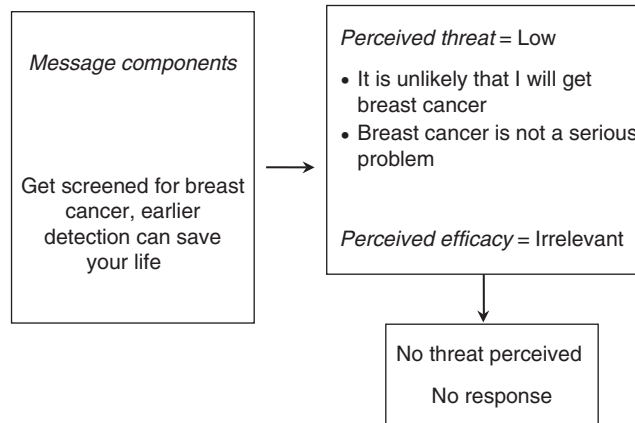 Message components
Get screened for breast
cancer, earlier
detection can save
your life
Perceived threat = Low
• It is unlikely that I will get
breast cancer
• Breast cancer is not a serious
problem
Perceived efficacy = Irrelevant
No threat perceived
No response